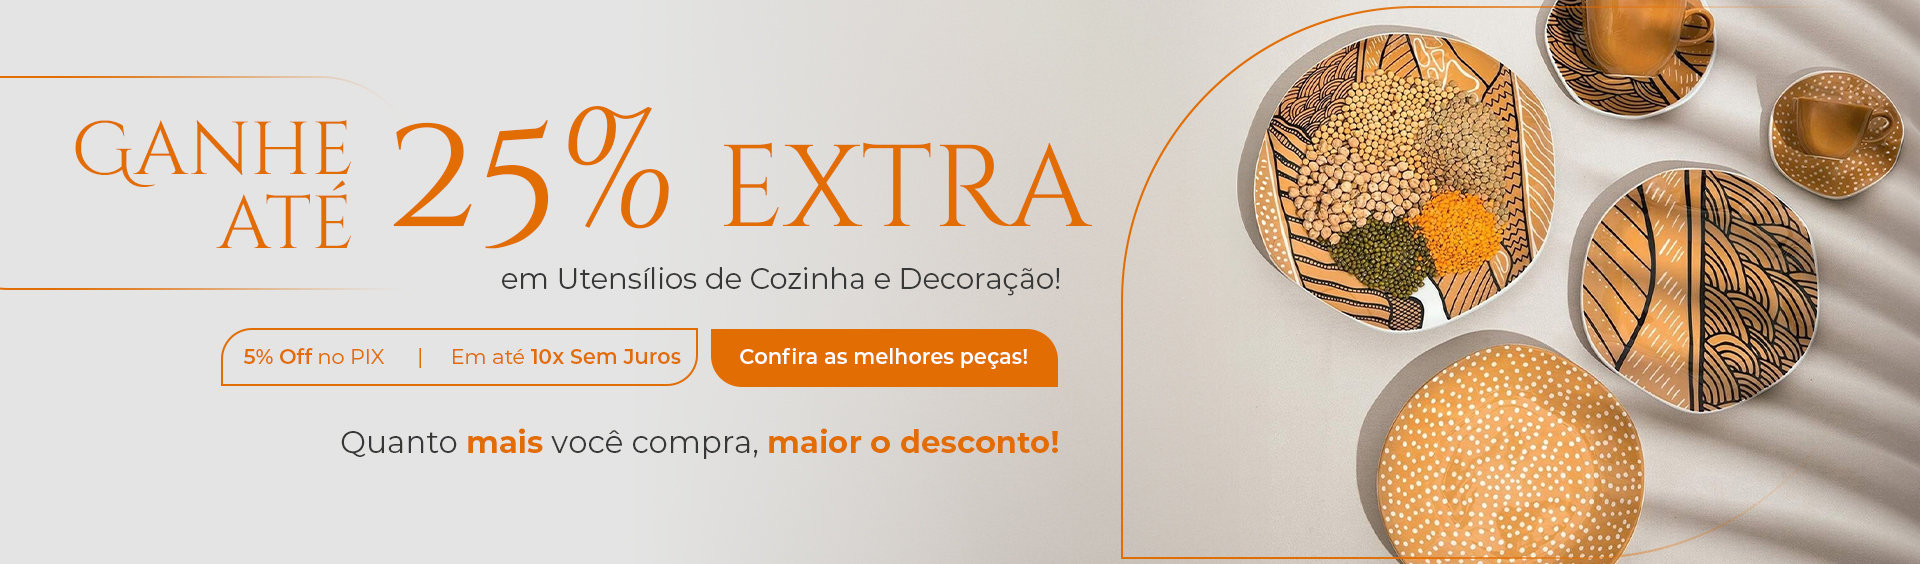 GANHE
ATÉ
25% EXTRA
em Utensílios de Cozinha e Decoração!
5% Off no PIX | Em até 10x Sem Juros
Confira as melhores peças!
Quanto mais você compra, maior o desconto!